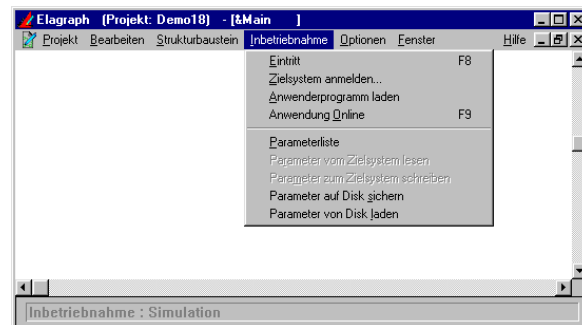 Elagraph (Projekt: Demo18) - [&Main ]
Projekt Bearbeiten Strukturbaustein Inbetriebnahme Optionen Fenster Hilfe
Eintritt F8
Zielsystem anmelden...
Anwenderprogramm laden
Anwendung Online F9
Parameterliste
Parameter vom Zielsystem lesen
Parameter zum Zielsystem schreiben
Parameter auf Disk sichern
Parameter von Disk laden
Inbetriebnahme : Simulation